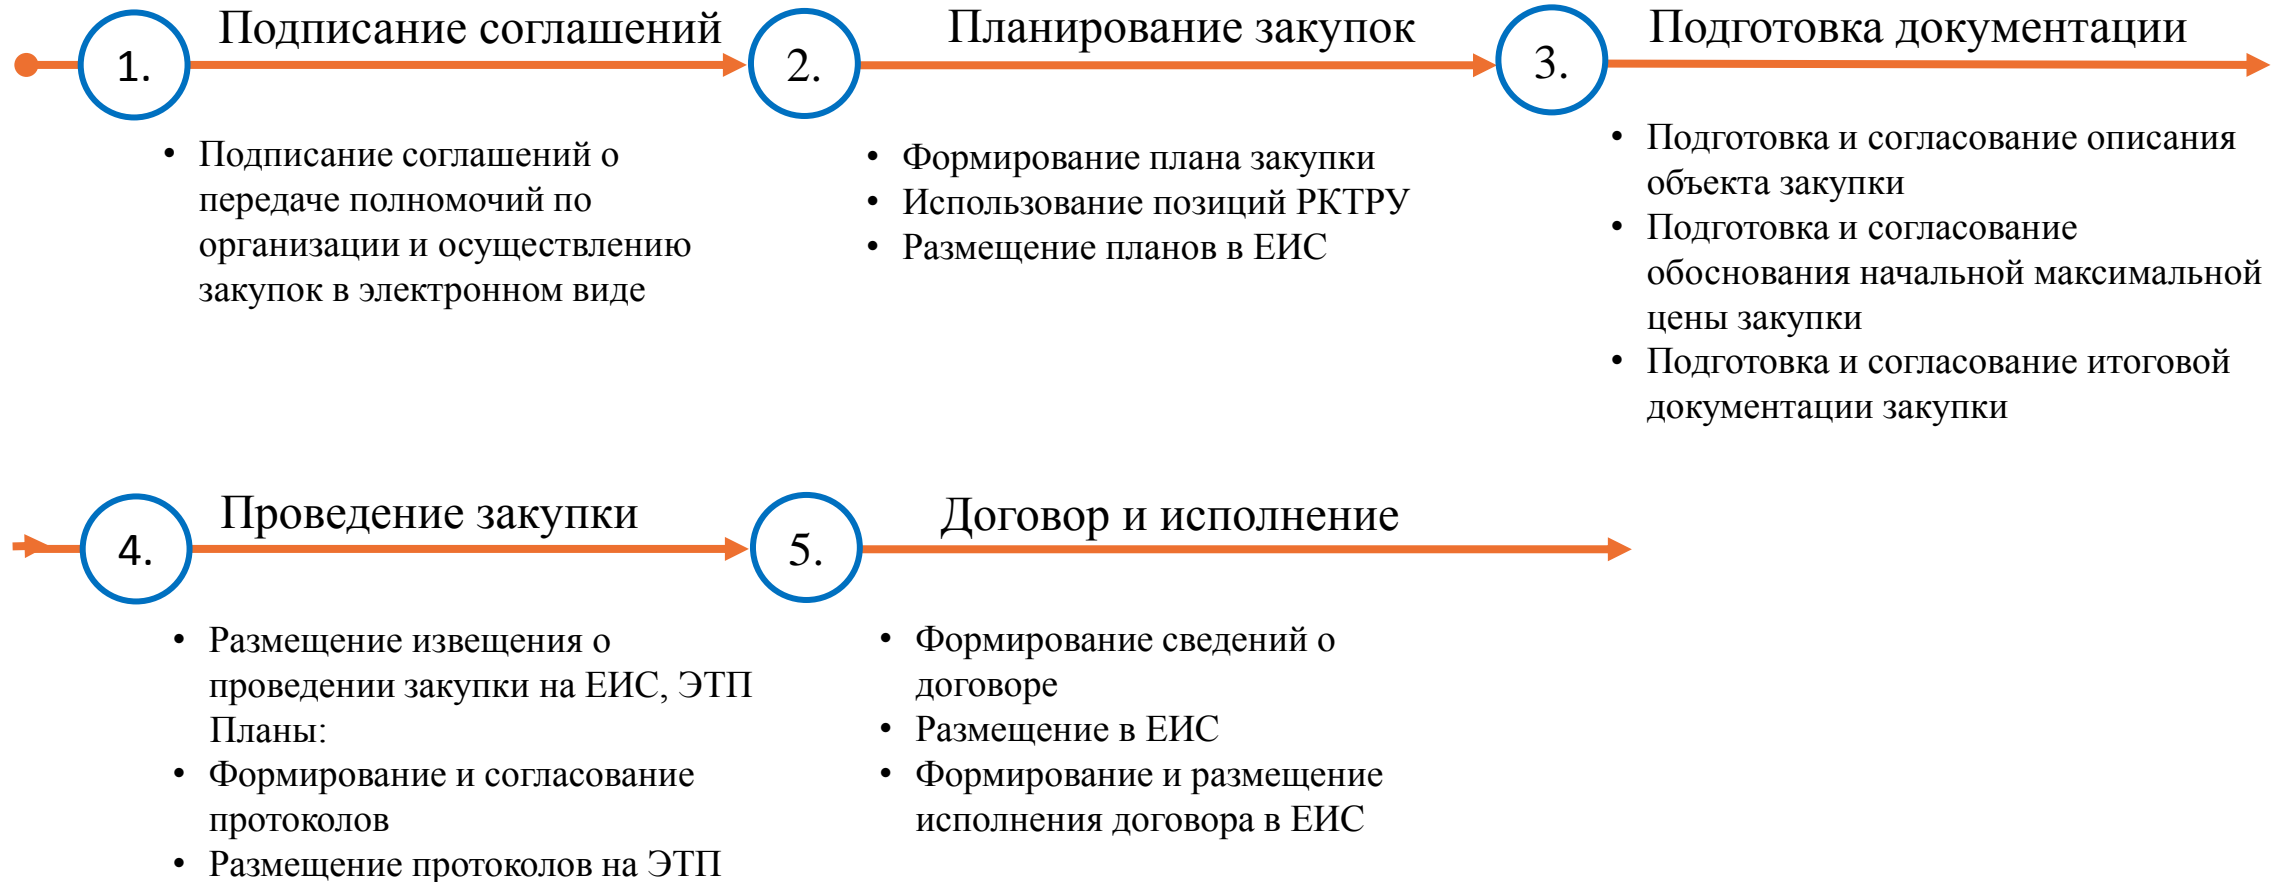 1.
Подписание соглашений
• Подписание соглашений о
передаче полномочий по
организации и осуществлению
закупок в электронном виде
2.
Планирование закупок
• Формирование плана закупки
• Использование позиций РКТРУ
• Размещение планов в ЕИС
3.
Подготовка документации
• Подготовка и согласование описания
объекта закупки
• Подготовка и согласование
обоснования начальной максимальной
цены закупки
• Подготовка и согласование итоговой
документации закупки
4.
Проведение закупки
• Размещение извещения о
проведении закупки на ЕИС, ЭТП
Планы:
• Формирование и согласование
протоколов
• Размещение протоколов на ЭТП
5.
Договор и исполнение
• Формирование сведений о
договоре
• Размещение в ЕИС
• Формирование и размещение
исполнения договора в ЕИС